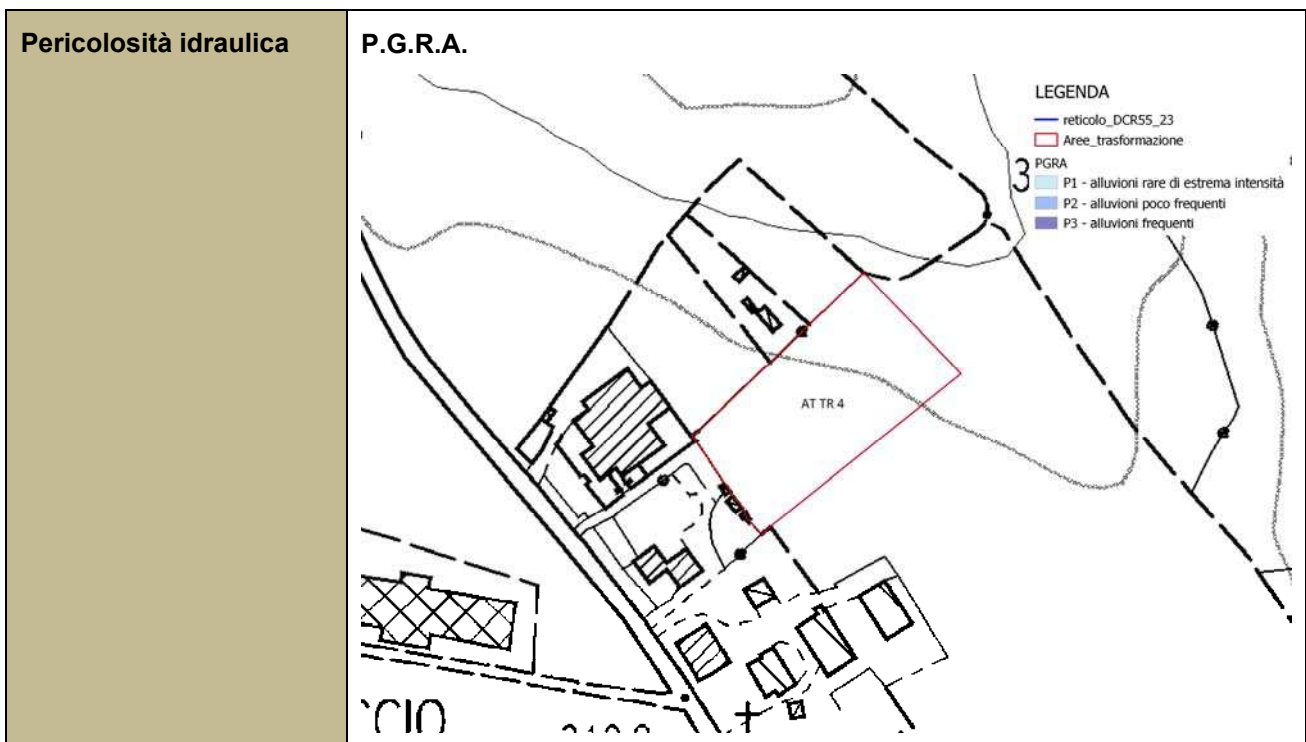 Pericolosità idraulica
P.G.R.A.
LEGENDA
reticolo_DCR55_23
Aree_trasformazione
PGRA
P1 - alluvioni rare di estrema intensità
P2 - alluvioni poco frequenti
P3 - alluvioni frequenti
3
AT TR 4
CCIO